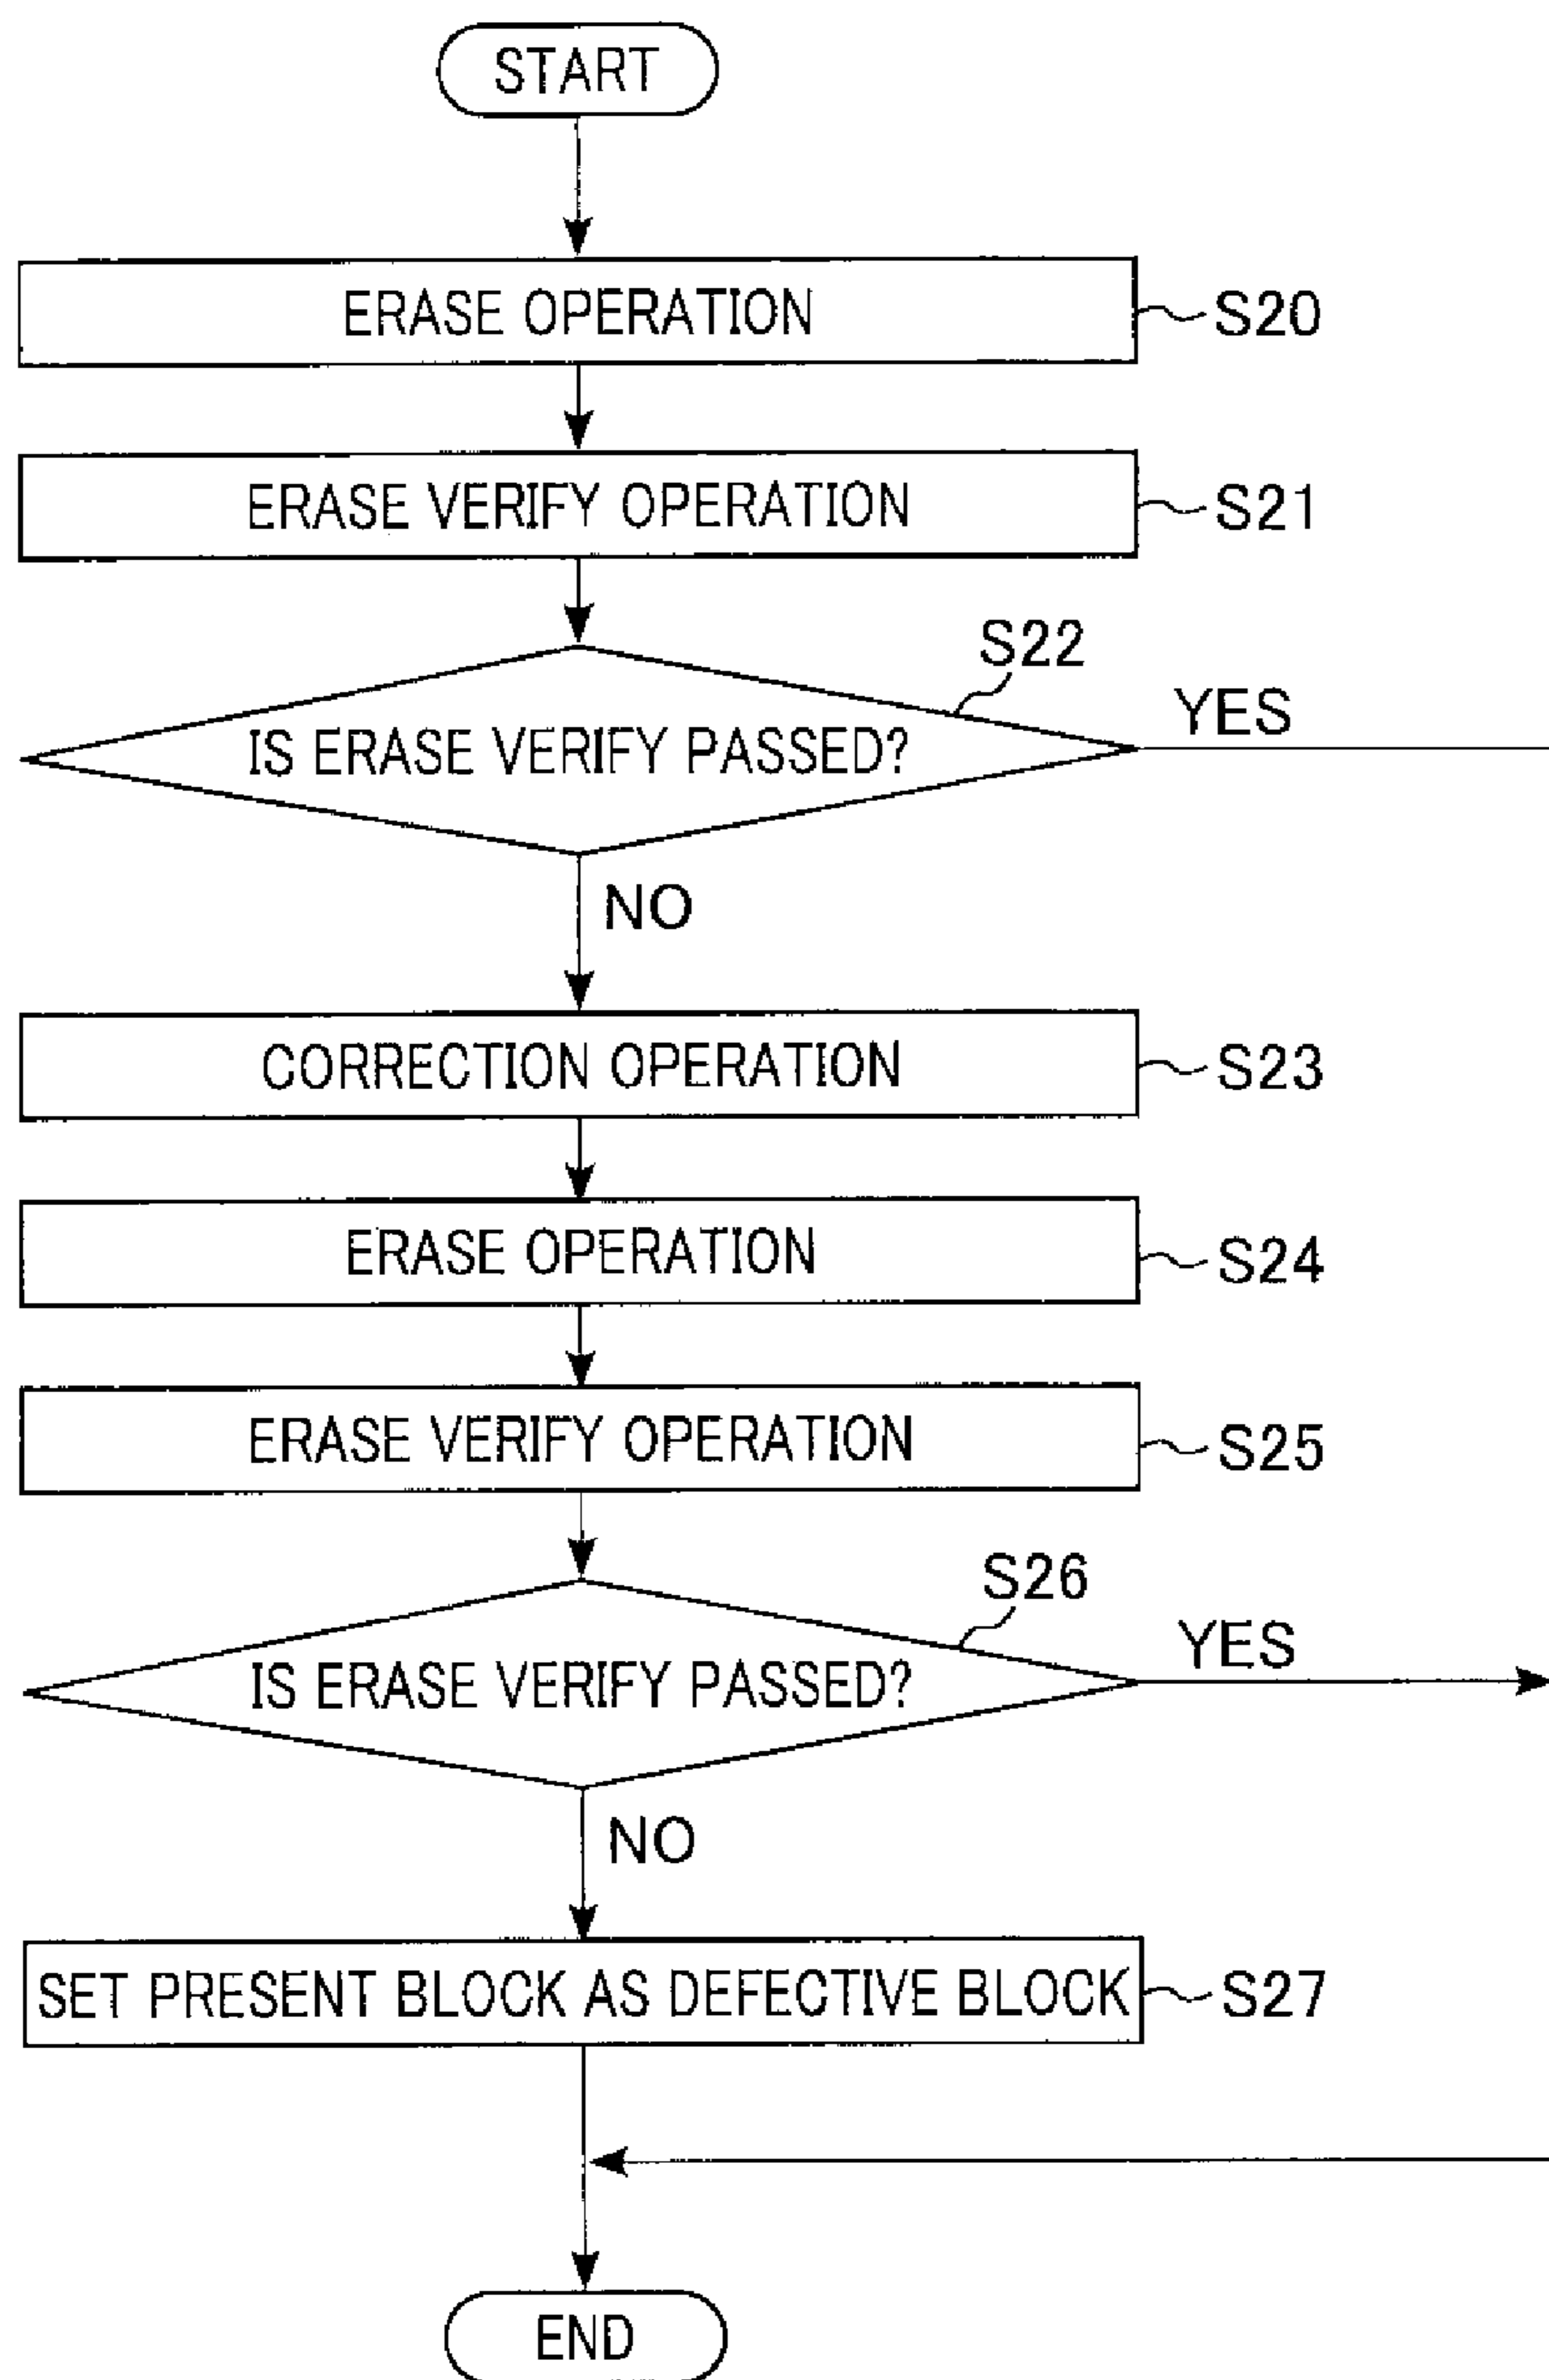 START
ERASE OPERATION
S20
ERASE VERIFY OPERATION
S21
S22
IS ERASE VERIFY PASSED?
YES
NO
CORRECTION OPERATION
S23
ERASE OPERATION
S24
ERASE VERIFY OPERATION
S25
S26
IS ERASE VERIFY PASSED?
YES
NO
SET PRESENT BLOCK AS DEFECTIVE BLOCK
S27
END